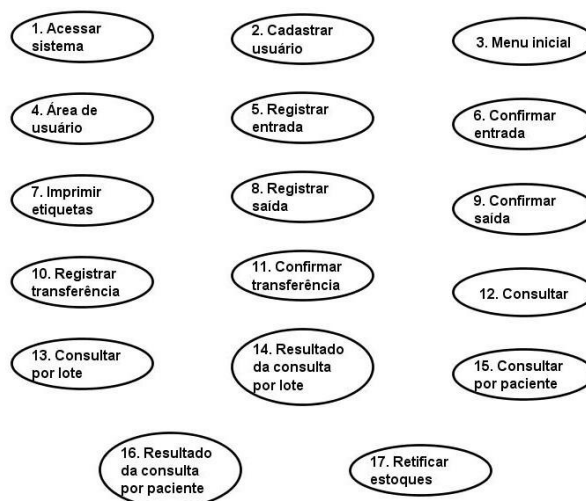 1. Acessar
sistema
2. Cadastrar
usuário
3. Menu inicial
4. Área de
usuário
5. Registrar
entrada
6. Confirmar
entrada
7. Imprimir
etiquetas
8. Registrar
saída
9. Confirmar
saída
10. Registrar
transferência
11. Confirmar
transferência
12. Consultar
13. Consultar
por lote
14. Resultado
da consulta
por lote
15. Consultar
por paciente
16. Resultado
da consulta
por paciente
17. Retificar
estoques